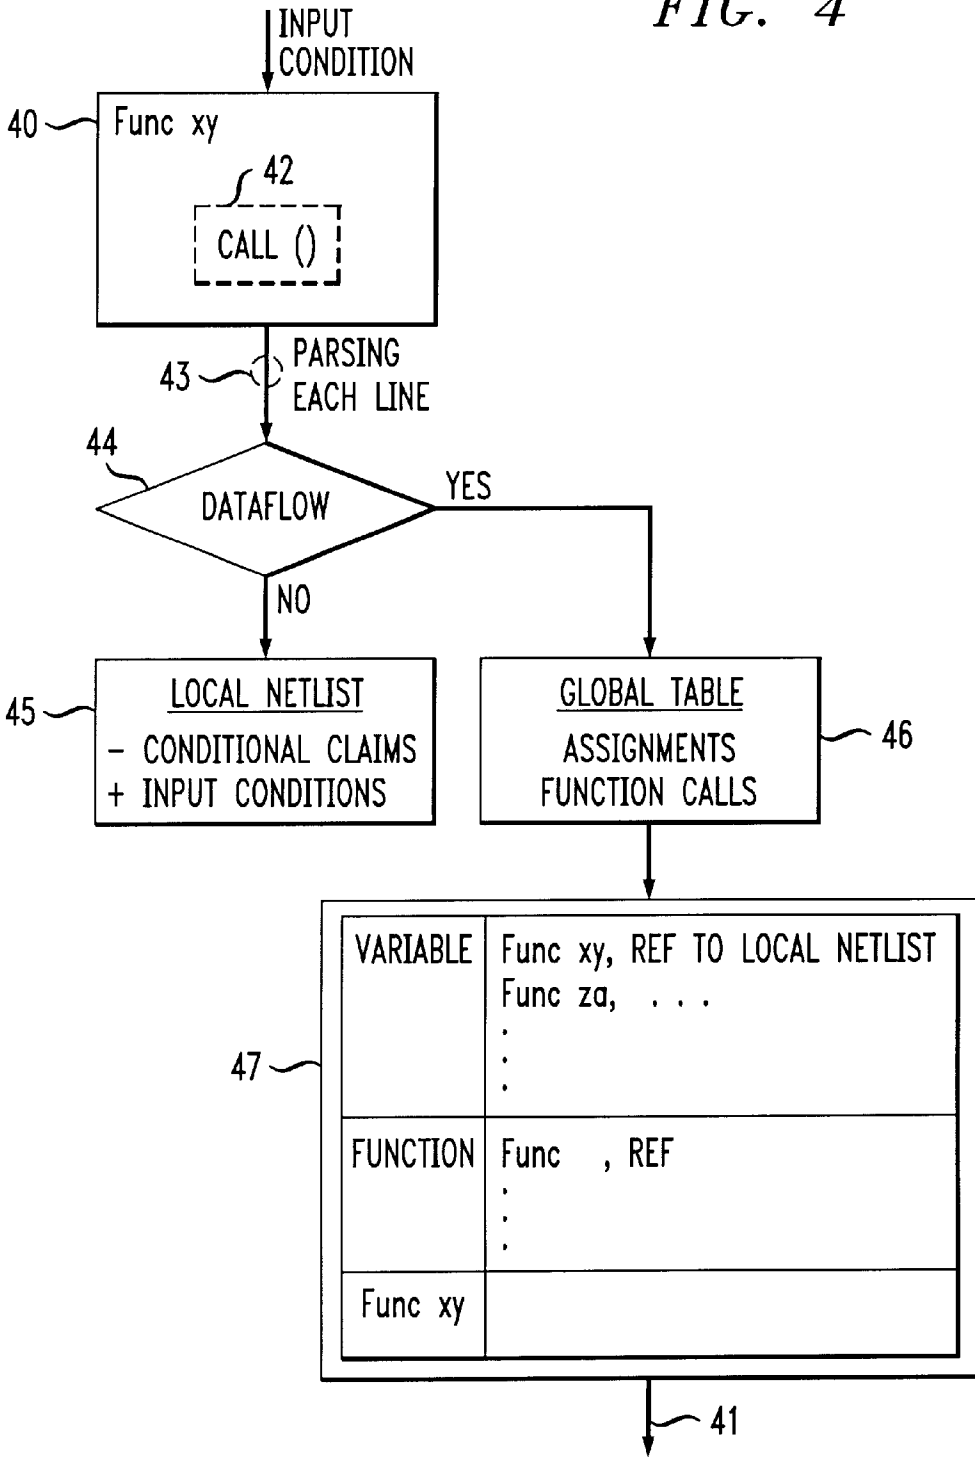 FIG. 4
INPUT
CONDITION
40
Func xy
42
CALL ()
43
PARSING
EACH LINE
44
DATAFLOW
YES
NO
45
LOCAL NETLIST
- CONDITIONAL CLAIMS
+ INPUT CONDITIONS
GLOBAL TABLE
ASSIGNMENTS
FUNCTION CALLS
46
47
VARIABLE
Func xy, REF TO LOCAL NETLIST
Func za, . . .
.
.
.
FUNCTION
Func , REF
.
.
.
Func xy
41